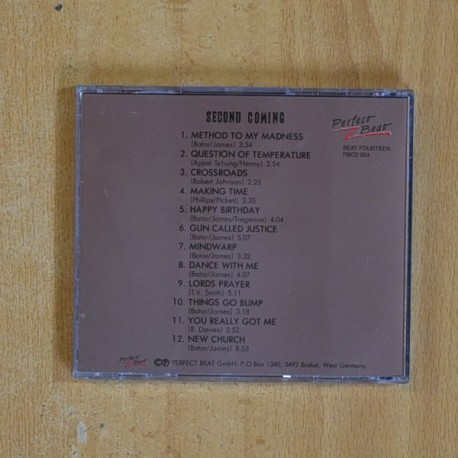 SECOND COMING
Perfect
Beat
BEAT FOURTEEN
PBCD 004
1. METHOD TO MY MADNESS
(Bator/James) 3.34
2. QUESTION OF TEMPERATURE
(Appel Schung/Henny) 2.54
3. CROSSROADS
(Robert Johnson) 2.25
4. MAKING TIME
(Phillips/Pickett) 2.35
5. HAPPY BIRTHDAY
(Bator/James/Treganna) 4.04
6. GUN CALLED JUSTICE
(Bator/James) 5.07
7. MINDWARP
(Bator/James) 3.32
8. DANCE WITH ME
(Bator/James) 4.07
9. LORDS PRAYER
(T.V. Smith) 5.11
10. THINGS GO BUMP
(Bator/James) 3.18
11. YOU REALLY GOT ME
(R. Davies) 2.52
12. NEW CHURCH
(Bator/James) 8.53
Perfect Beat
©℗ PERFECT BEAT GmbH, P.O Box 1340, 3492 Brakel, West Germany